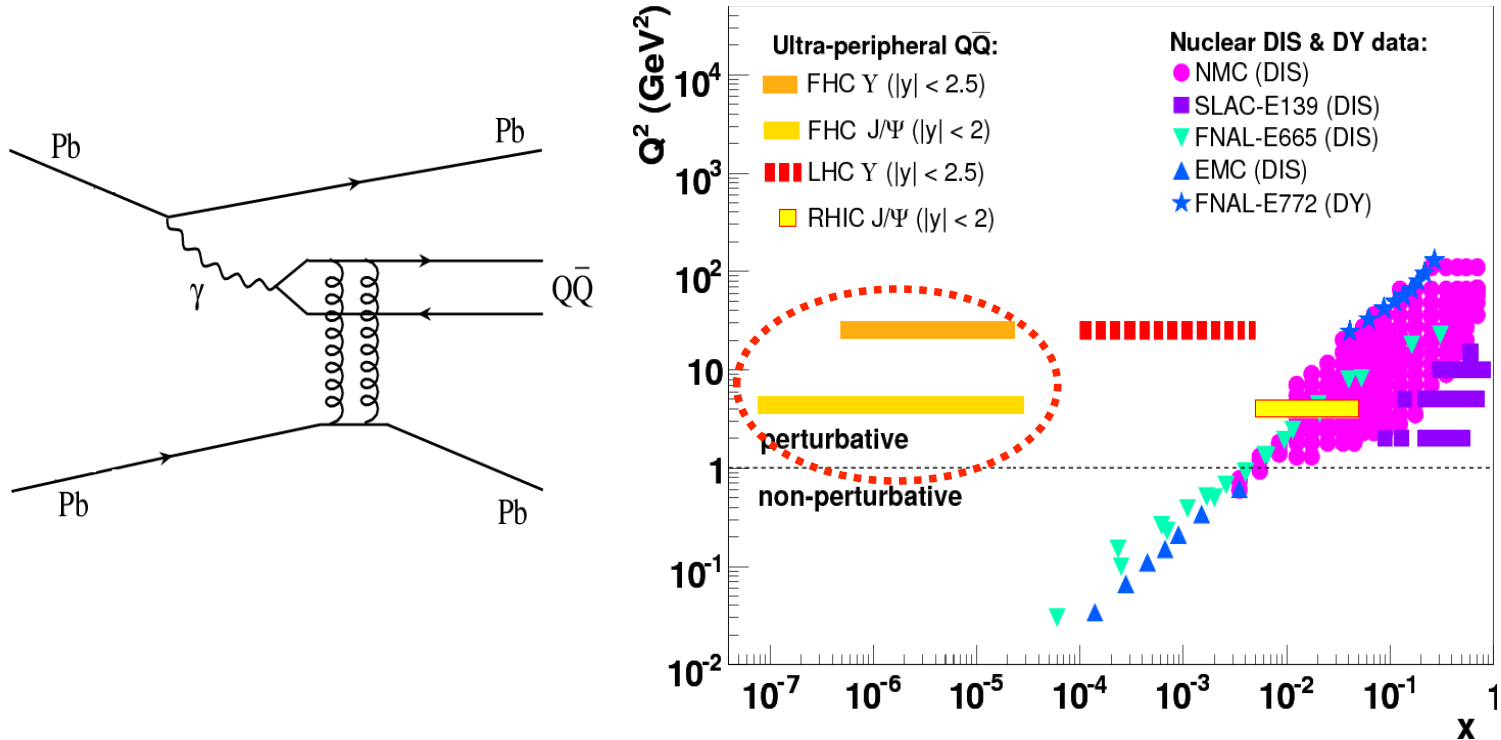 Pb
Pb
γ
QQ̅
Pb
Pb
Q² (GeV²)
Ultra-peripheral QQ̅:
FHC ϒ (|y| < 2.5)
FHC J/Ψ (|y| < 2)
LHC ϒ (|y| < 2.5)
RHIC J/Ψ (|y| < 2)
Nuclear DIS & DY data:
NMC (DIS)
SLAC-E139 (DIS)
FNAL-E665 (DIS)
EMC (DIS)
FNAL-E772 (DY)
10⁴
10³
10²
10
1
10⁻¹
10⁻²
perturbative
non-perturbative
10⁻⁷ 10⁻⁶ 10⁻⁵ 10⁻⁴ 10⁻³ 10⁻² 10⁻¹ 1
x